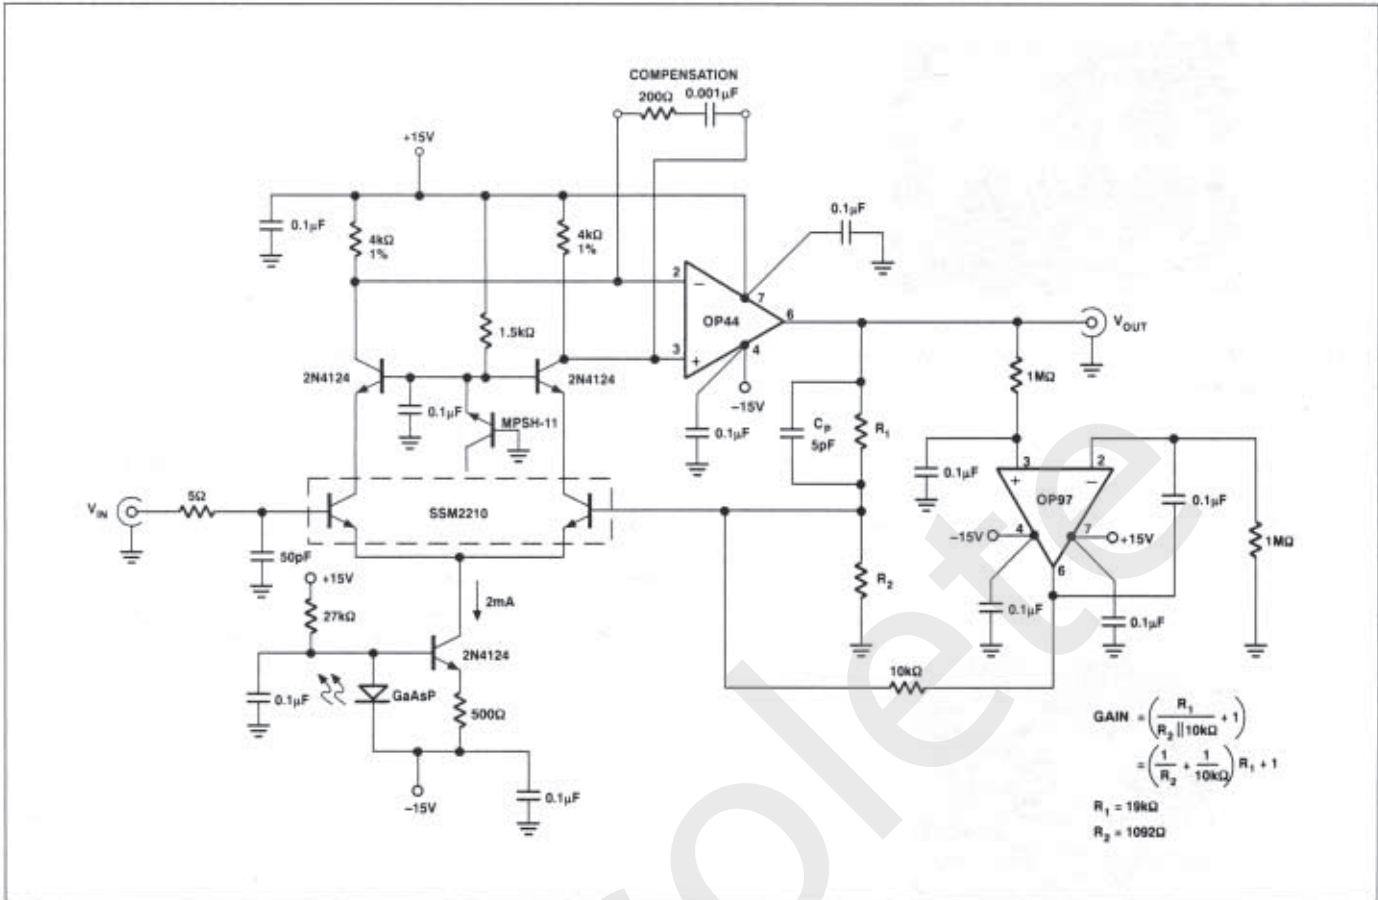 COMPENSATION
200Ω 0.001μF
+15V
0.1μF
4kΩ
1%
4kΩ
1%
0.1μF
2
–
7
OP44
6
3
+
4
–15V
1.5kΩ
2N4124
2N4124
0.1μF
MPSH-11
0.1μF
C_P
5pF
R_1
V_OUT
1MΩ
0.1μF
3
2
+
–
OP97
0.1μF
–15V
4
7
+15V
6
1MΩ
0.1μF
0.1μF
V_IN
5Ω
SSM2210
50pF
+15V
27kΩ
2mA
R_2
2N4124
0.1μF
GaAsP
500Ω
10kΩ
–15V
0.1μF
GAIN = (R_1 / R_2 || 10kΩ + 1)
= (1 / R_2 + 1 / 10kΩ) R_1 + 1
R_1 = 19kΩ
R_2 = 1092Ω
olete